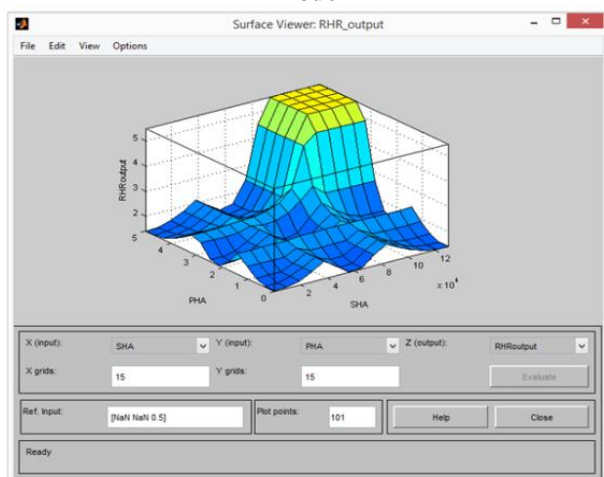 Surface Viewer: RHR_output
File Edit View Options
5
4
3
2
RHRoutput
5
4
3
2
1
0
PHA
2
4
6
8
10
12
x 10
SHA
X (input): SHA Y (input): PHA Z (output): RHRoutput
X grids: 15 Y grids: 15 Evaluate
Ref. Input: [NaN NaN 0.5] Plot points: 101 Help Close
Ready